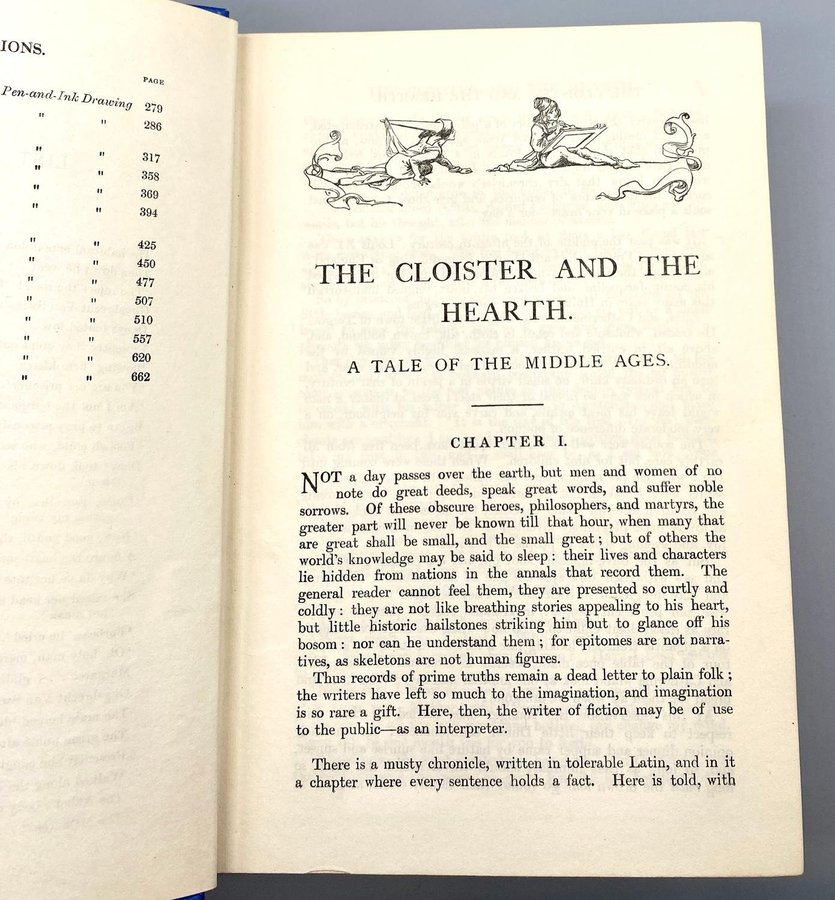 IONS.
PAGE
Pen-and-Ink Drawing 279
" " 286
" " 317
" " 358
" " 369
" " 394
" " 425
" " 450
" " 477
" " 507
" " 510
" " 557
" " 620
" " 662
THE CLOISTER AND THE
HEARTH.
A TALE OF THE MIDDLE AGES.
CHAPTER I.
NOT a day passes over the earth, but men and women of no
note do great deeds, speak great words, and suffer noble
sorrows. Of these obscure heroes, philosophers, and martyrs, the
greater part will never be known till that hour, when many that
are great shall be small, and the small great; but of others the
world's knowledge may be said to sleep: their lives and characters
lie hidden from nations in the annals that record them. The
general reader cannot feel them, they are presented so curtly and
coldly: they are not like breathing stories appealing to his heart,
but little historic hailstones striking him but to glance off his
bosom: nor can he understand them; for epitomes are not narra-
tives, as skeletons are not human figures.
Thus records of prime truths remain a dead letter to plain folk;
the writers have left so much to the imagination, and imagination
is so rare a gift. Here, then, the writer of fiction may be of use
to the public—as an interpreter.
There is a musty chronicle, written in tolerable Latin, and in it
a chapter where every sentence holds a fact. Here is told, with